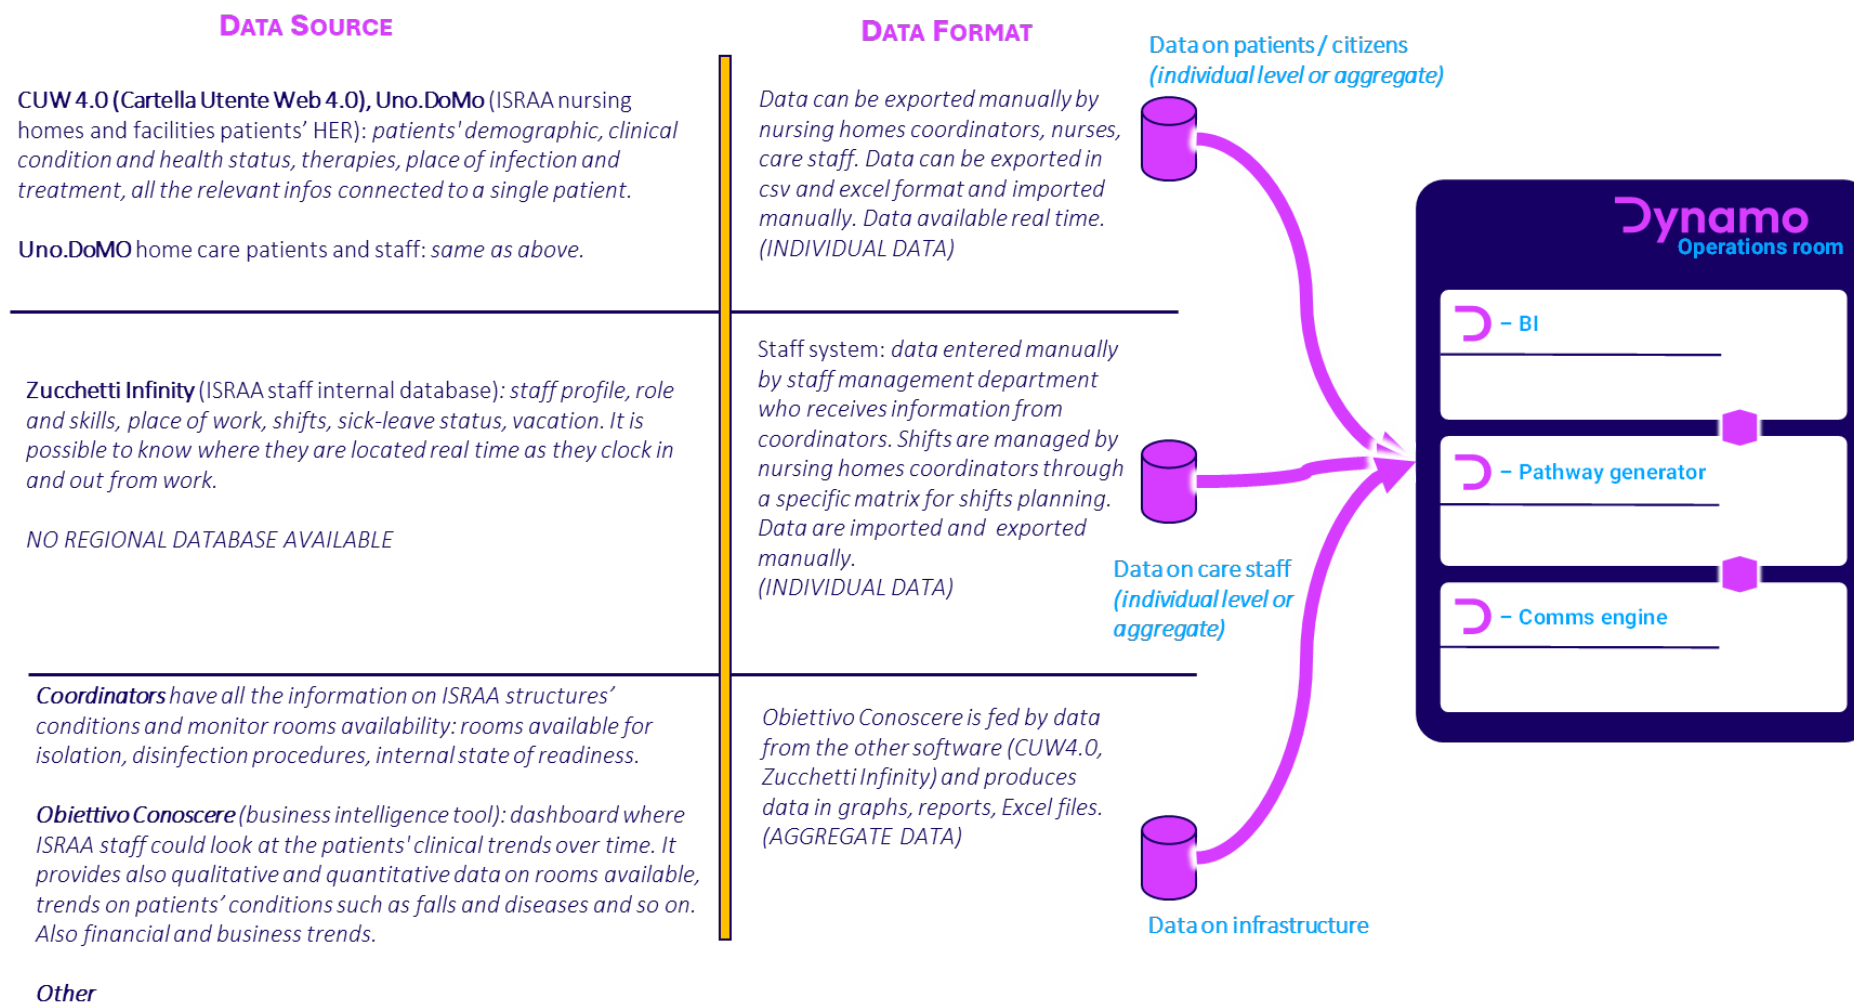 DATA SOURCE
CUW 4.0 (Cartella Utente Web 4.0), Uno.DoMo (ISRAA nursing
homes and facilities patients’ HER): patients' demographic, clinical
condition and health status, therapies, place of infection and
treatment, all the relevant infos connected to a single patient.
Uno.DoMO home care patients and staff: same as above.
Zucchetti Infinity (ISRAA staff internal database): staff profile, role
and skills, place of work, shifts, sick-leave status, vacation. It is
possible to know where they are located real time as they clock in
and out from work.
NO REGIONAL DATABASE AVAILABLE
Coordinators have all the information on ISRAA structures’
conditions and monitor rooms availability: rooms available for
isolation, disinfection procedures, internal state of readiness.
Obiettivo Conoscere (business intelligence tool): dashboard where
ISRAA staff could look at the patients' clinical trends over time. It
provides also qualitative and quantitative data on rooms available,
trends on patients’ conditions such as falls and diseases and so on.
Also financial and business trends.
Other
DATA FORMAT
Data can be exported manually by
nursing homes coordinators, nurses,
care staff. Data can be exported in
csv and excel format and imported
manually. Data available real time.
(INDIVIDUAL DATA)
Staff system: data entered manually
by staff management department
who receives information from
coordinators. Shifts are managed by
nursing homes coordinators through
a specific matrix for shifts planning.
Data are imported and exported
manually.
(INDIVIDUAL DATA)
Obiettivo Conoscere is fed by data
from the other software (CUW4.0,
Zucchetti Infinity) and produces
data in graphs, reports, Excel files.
(AGGREGATE DATA)
Data on patients / citizens
(individual level or aggregate)
Data on care staff
(individual level or
aggregate)
Data on infrastructure
Dynamo
Operations room
D – BI
D – Pathway generator
D – Comms engine